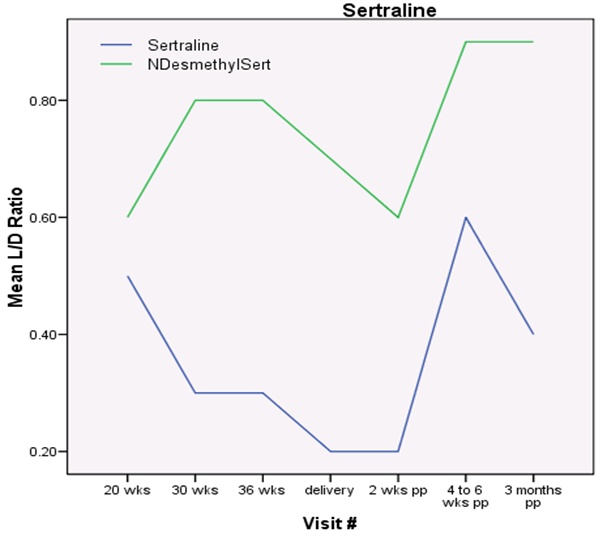 Sertraline
Sertraline
NDesmethylSert
Mean L/D Ratio
0.80
0.60
0.40
0.20
20 wks
30 wks
36 wks
delivery
2 wks pp
4 to 6
wks pp
3 months
pp
Visit #